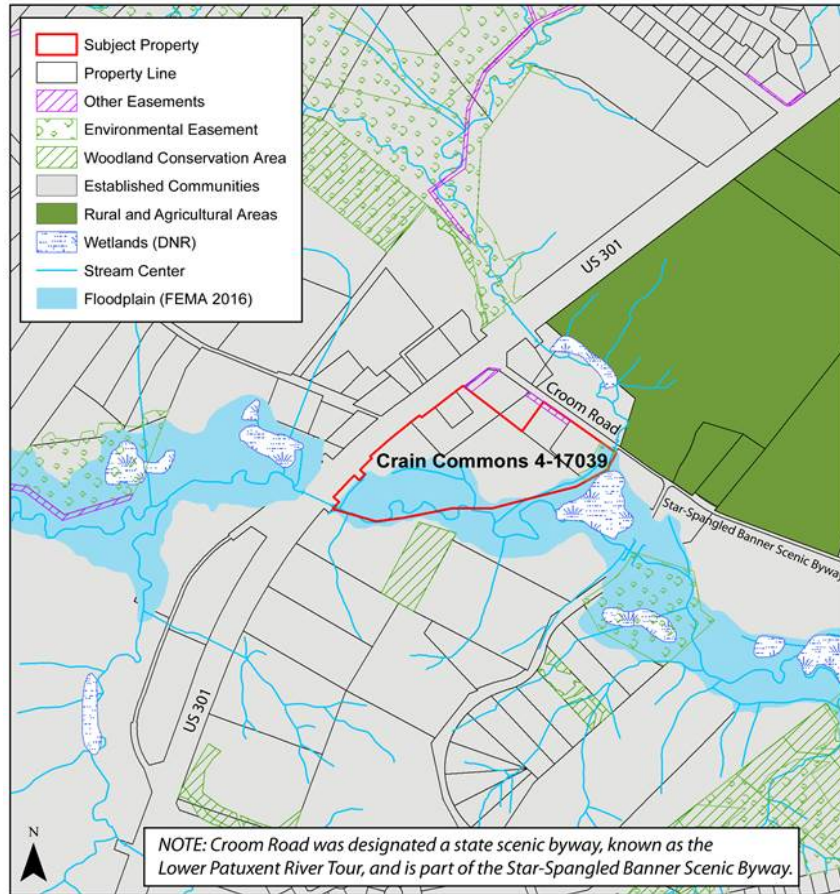 Subject Property
Property Line
Other Easements
Environmental Easement
Woodland Conservation Area
Established Communities
Rural and Agricultural Areas
Wetlands (DNR)
Stream Center
Floodplain (FEMA 2016)
US 301
Croom Road
Crain Commons 4-17039
Star-Spangled Banner Scenic Byway
US 301
N
NOTE: Croom Road was designated a state scenic byway, known as the
Lower Patuxent River Tour, and is part of the Star-Spangled Banner Scenic Byway.